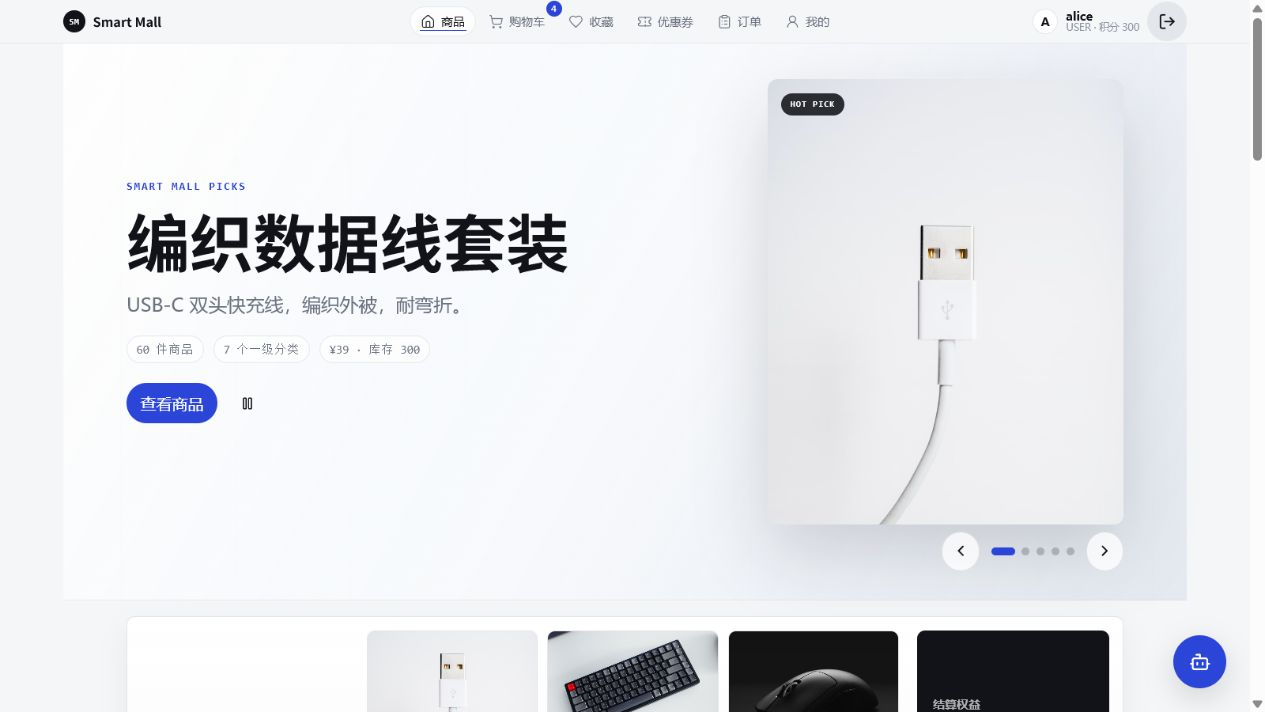 SM
Smart Mall
商品
购物车
4
收藏
优惠券
订单
我的
A
alice
USER · 积分 300
HOT PICK
SMART MALL PICKS
编织数据线套装
USB-C 双头快充线，编织外被，耐弯折。
60 件商品
7 个一级分类
¥39 · 库存 300
查看商品
结算权益